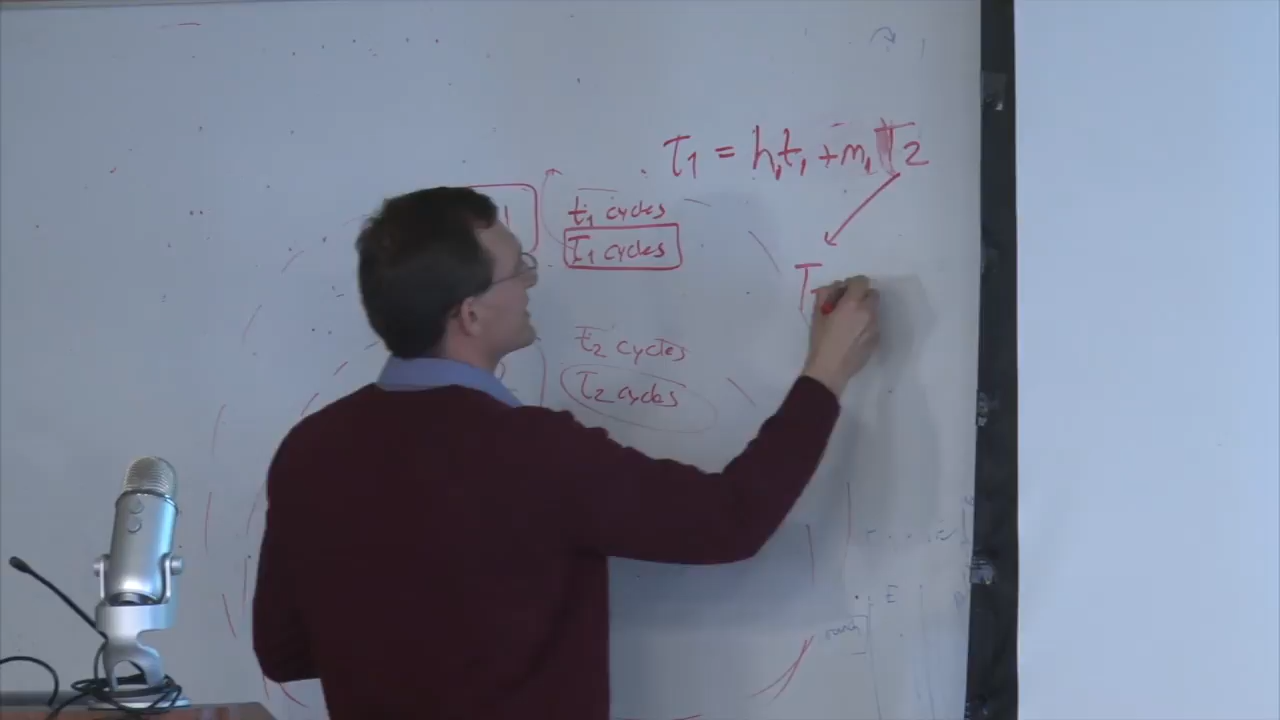 T1 = h1t1 + m1T2
t1 cycles
T1 cycles
T
t2 cycles
T2 cycles
E